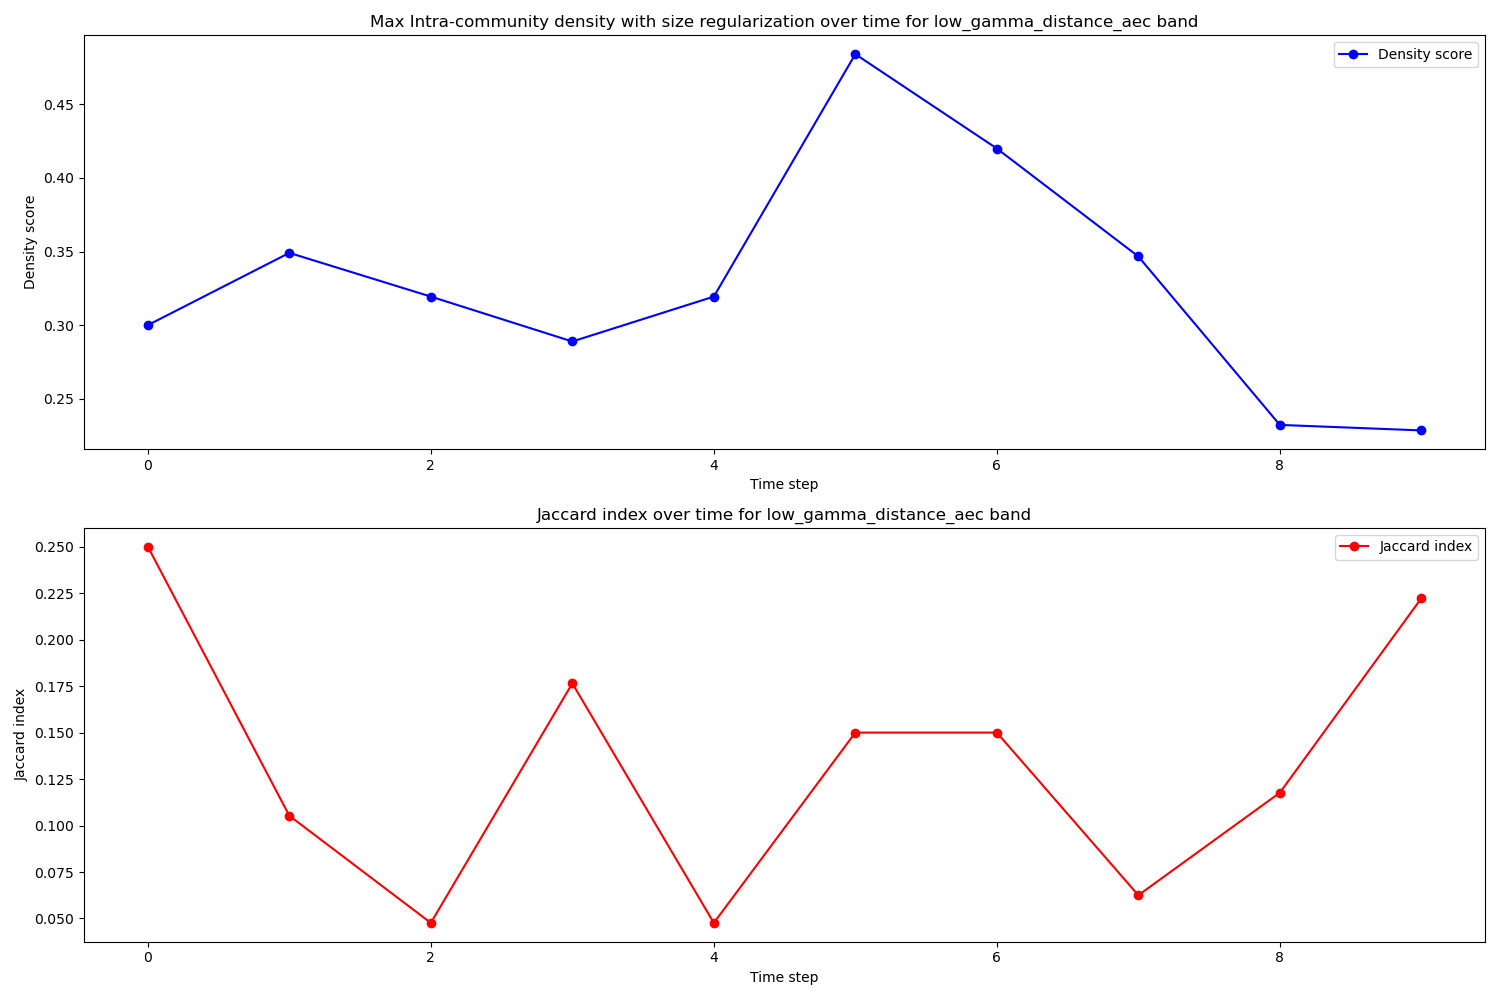 Max Intra-community density with size regularization over time for low_gamma_distance_aec band
Density score
0.45
0.40
0.35
0.30
0.25
Density score
0 2 4 6 8
Time step
Jaccard index over time for low_gamma_distance_aec band
Jaccard index
0.250
0.225
0.200
0.175
0.150
0.125
0.100
0.075
0.050
Jaccard index
0 2 4 6 8
Time step